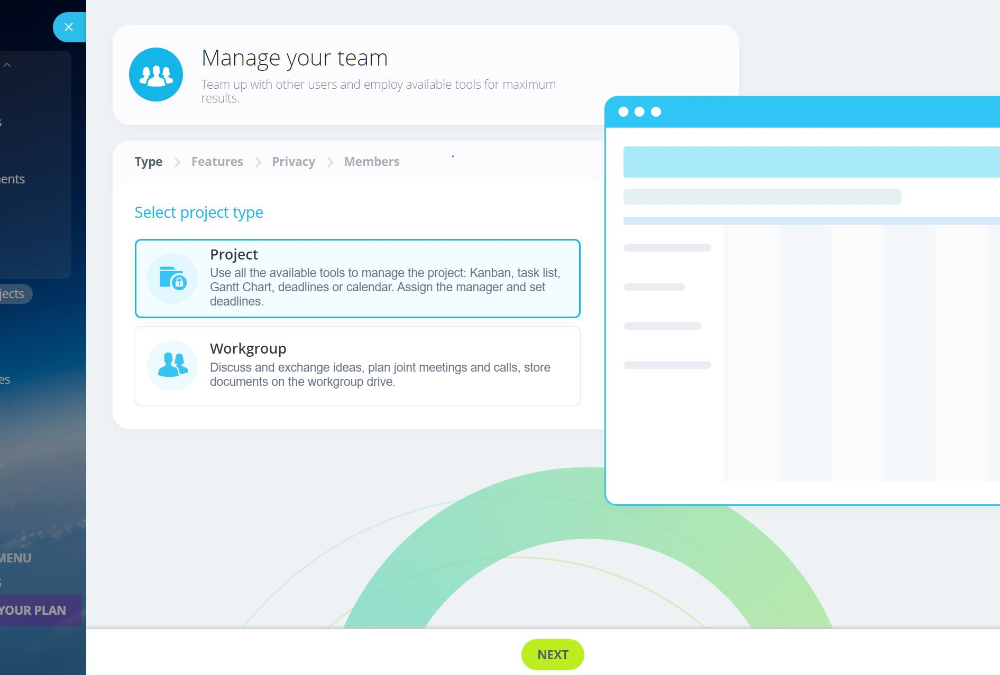 Manage your team
Team up with other users and employ available tools for maximum
results.
Type
Features
Privacy
Members
Select project type
Project
Use all the available tools to manage the project: Kanban, task list,
Gantt Chart, deadlines or calendar. Assign the manager and set
deadlines.
Workgroup
Discuss and exchange ideas, plan joint meetings and calls, store
documents on the workgroup drive.
MENU
YOUR PLAN
NEXT